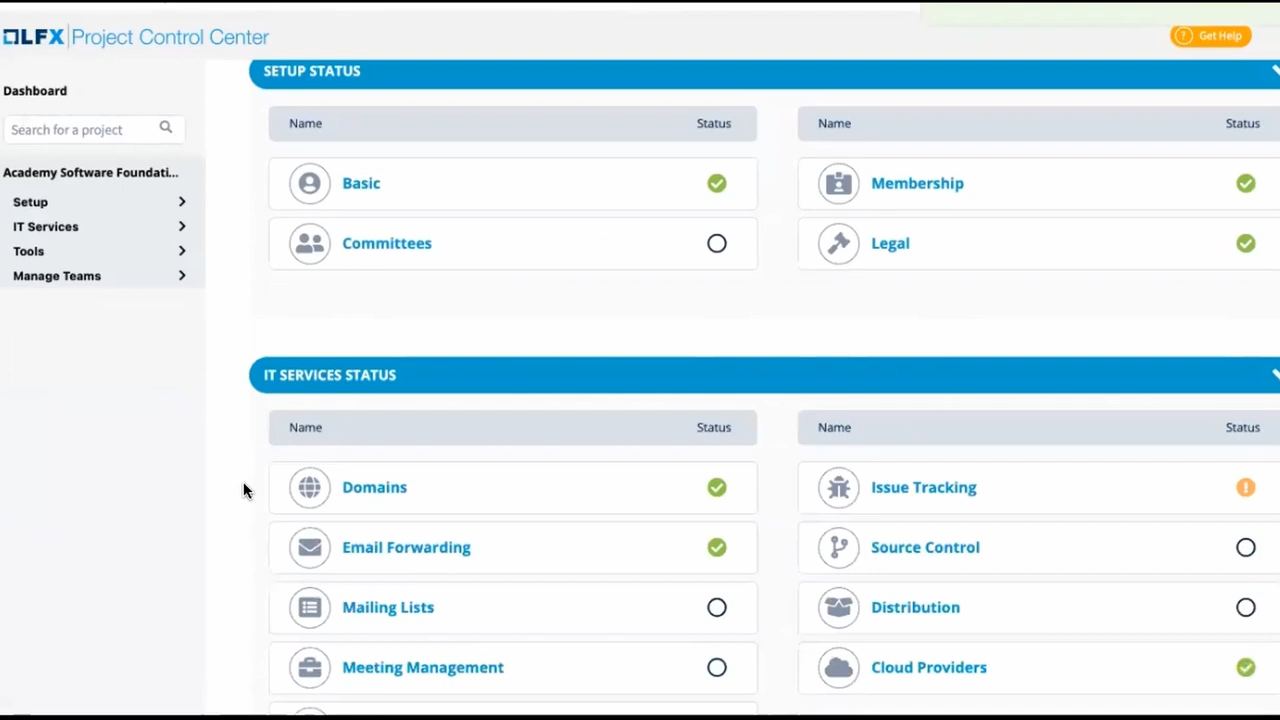 LFX Project Control Center
Get Help
Dashboard
Search for a project
Academy Software Foundati...
Setup
IT Services
Tools
Manage Teams
SETUP STATUS
Name Status Name Status
Basic Membership
Committees Legal
IT SERVICES STATUS
Name Status Name Status
Domains Issue Tracking
Email Forwarding Source Control
Mailing Lists Distribution
Meeting Management Cloud Providers